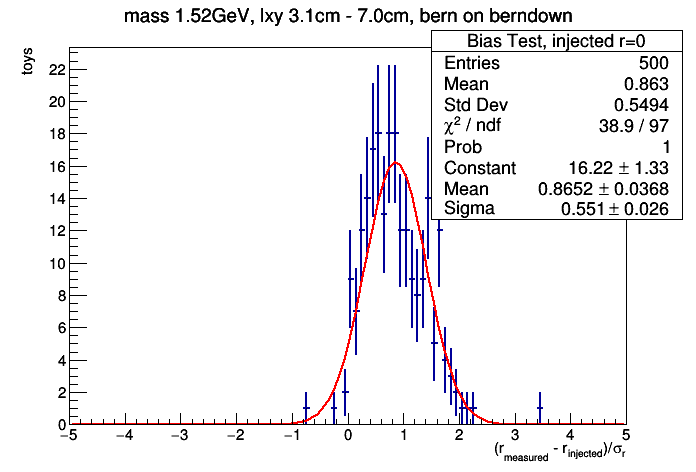 mass 1.52GeV, lxy 3.1cm - 7.0cm, bern on berndown
Bias Test, injected r=0
Entries 500
Mean 0.863
Std Dev 0.5494
χ² / ndf 38.9 / 97
Prob 1
Constant 16.22 ± 1.33
Mean 0.8652 ± 0.0368
Sigma 0.551 ± 0.026
toys
22
20
18
16
14
12
10
8
6
4
2
0
−5 −4 −3 −2 −1 0 1 2 3 4 5
(r_measured - r_injected)/σ_r